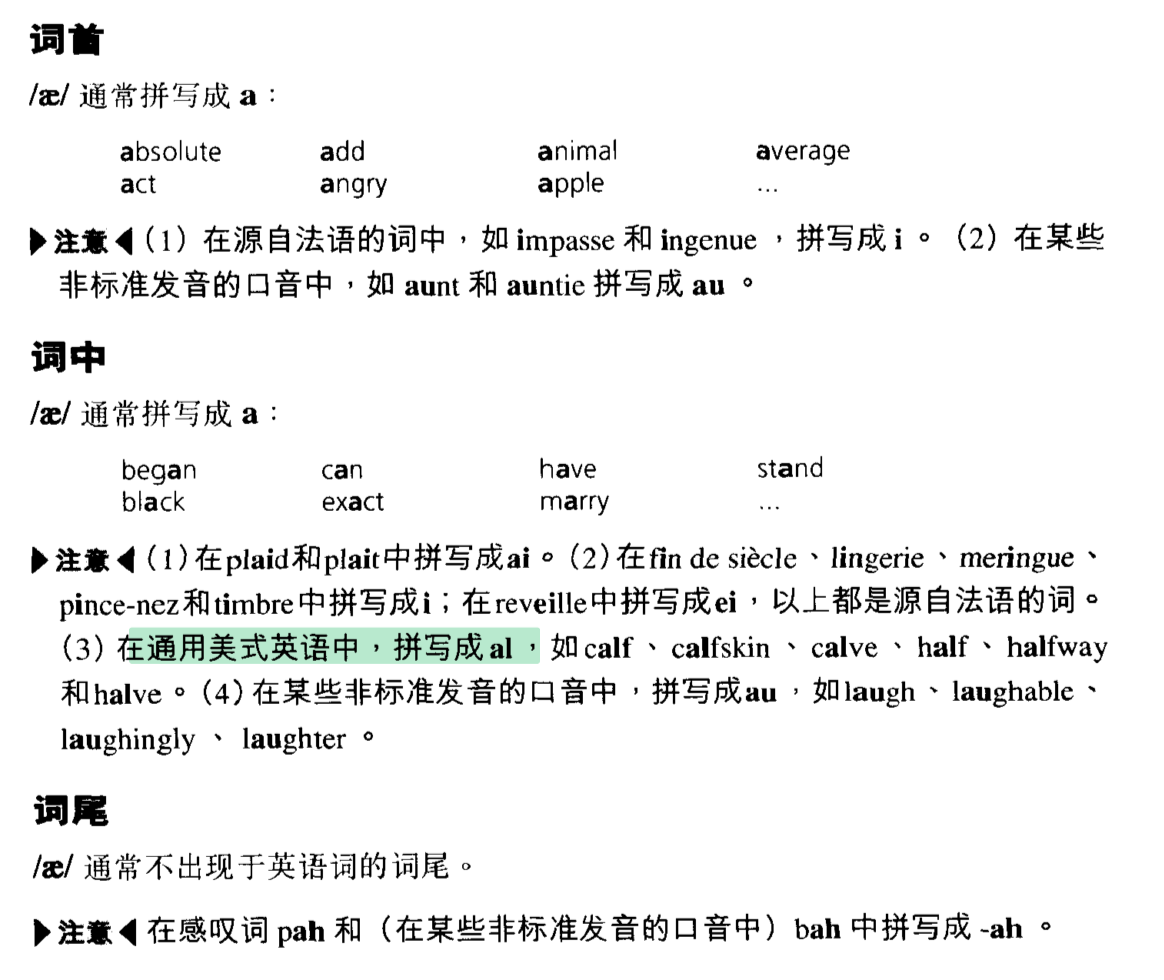 词首
/æ/ 通常拼写成 a：
absolute add animal average
act angry apple ...
▶注意◀（1）在源自法语的词中，如 impasse 和 ingenue ，拼写成 i 。（2）在某些
非标准发音的口音中，如 aunt 和 auntie 拼写成 au 。
词中
/æ/ 通常拼写成 a：
began can have stand
black exact marry ...
▶注意◀（1）在plaid和plait中拼写成ai。（2）在fin de siècle、lingerie、meringue、
pince-nez和timbre中拼写成i；在reveille中拼写成ei，以上都是源自法语的词。
（3）在通用美式英语中，拼写成al，如calf、calfskin、calve、half、halfway
和halve。（4）在某些非标准发音的口音中，拼写成au，如laugh、laughable、
laughingly、laughter。
词尾
/æ/ 通常不出现于英语词的词尾。
▶注意◀在感叹词 pah 和（在某些非标准发音的口音中）bah 中拼写成 -ah 。